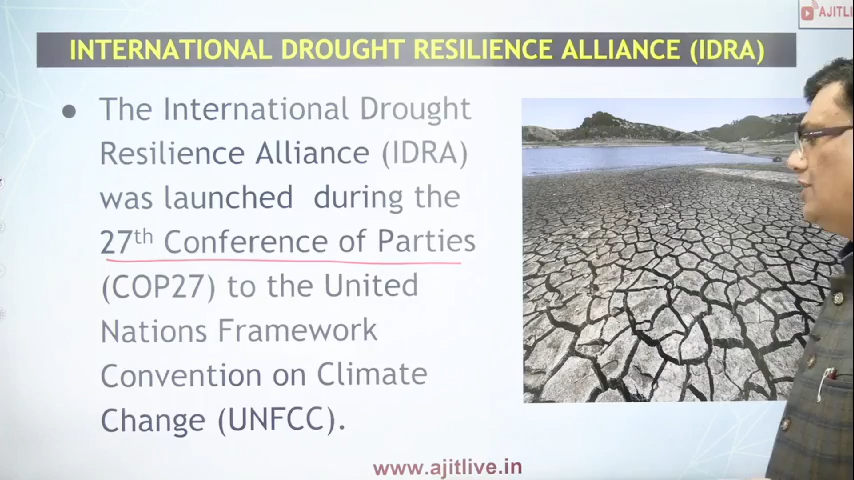 AJITLI
INTERNATIONAL DROUGHT RESILIENCE ALLIANCE (IDRA)
• The International Drought
Resilience Alliance (IDRA)
was launched during the
27th Conference of Parties
(COP27) to the United
Nations Framework
Convention on Climate
Change (UNFCC).
www.ajitlive.in